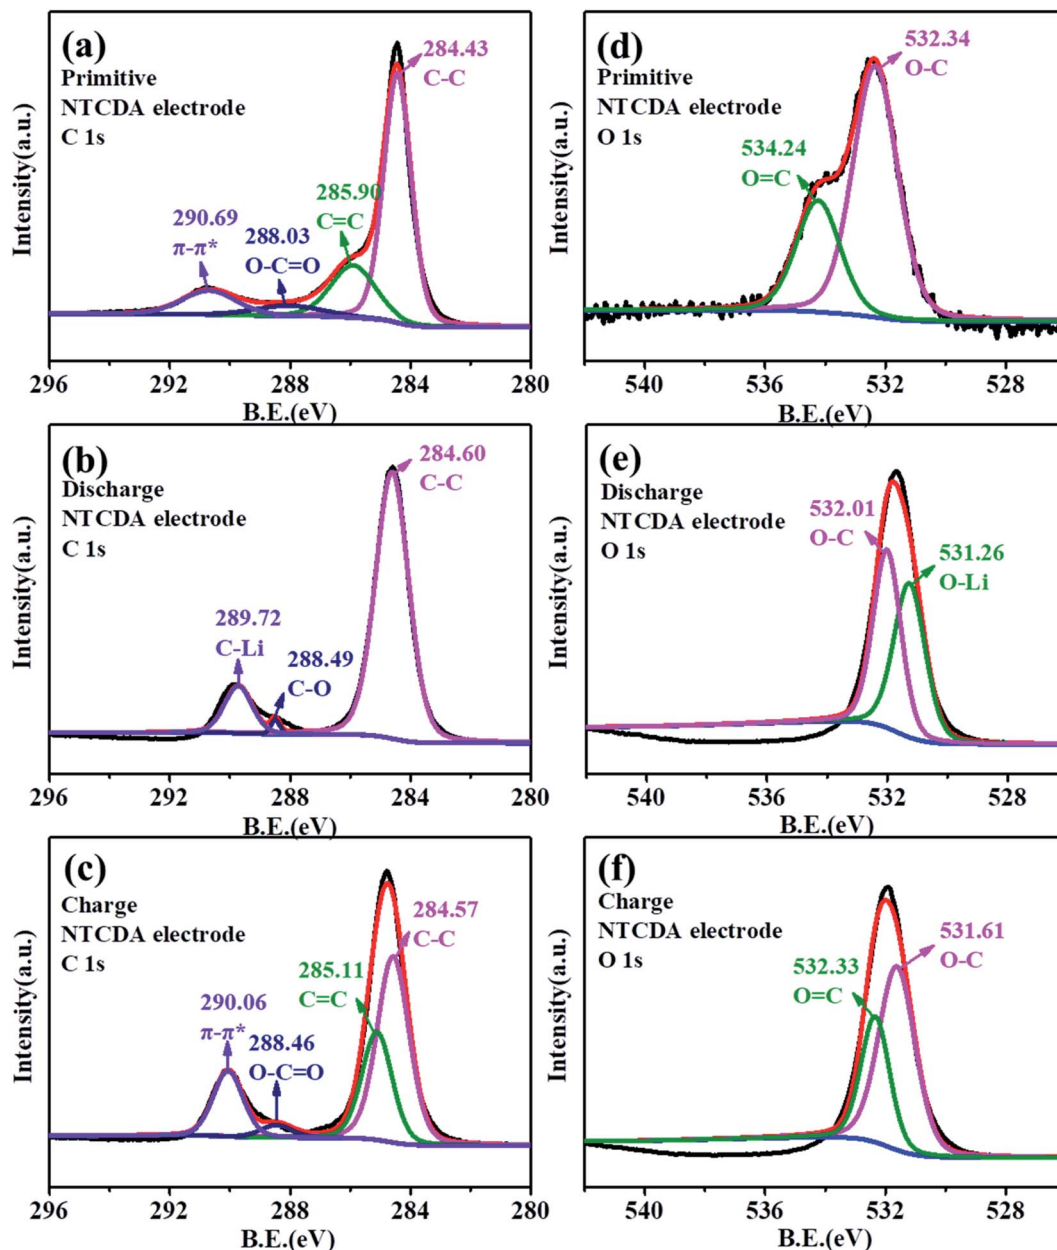 (a)
Primitive
NTCDA electrode
C 1s
284.43
C-C
285.90
C=C
288.03
O-C=O
290.69
π-π*
Intensity(a.u.)
296 292 288 284 280
B.E.(eV)
(d)
Primitive
NTCDA electrode
O 1s
532.34
O-C
534.24
O=C
Intensity(a.u.)
540 536 532 528
B.E.(eV)
(b)
Discharge
NTCDA electrode
C 1s
284.60
C-C
289.72
C-Li
288.49
C-O
Intensity(a.u.)
296 292 288 284 280
B.E.(eV)
(e)
Discharge
NTCDA electrode
O 1s
532.01
O-C
531.26
O-Li
Intensity(a.u.)
540 536 532 528
B.E.(eV)
(c)
Charge
NTCDA electrode
C 1s
284.57
C-C
285.11
C=C
290.06
π-π*
288.46
O-C=O
Intensity(a.u.)
296 292 288 284 280
B.E.(eV)
(f)
Charge
NTCDA electrode
O 1s
531.61
O-C
532.33
O=C
Intensity(a.u.)
540 536 532 528
B.E.(eV)